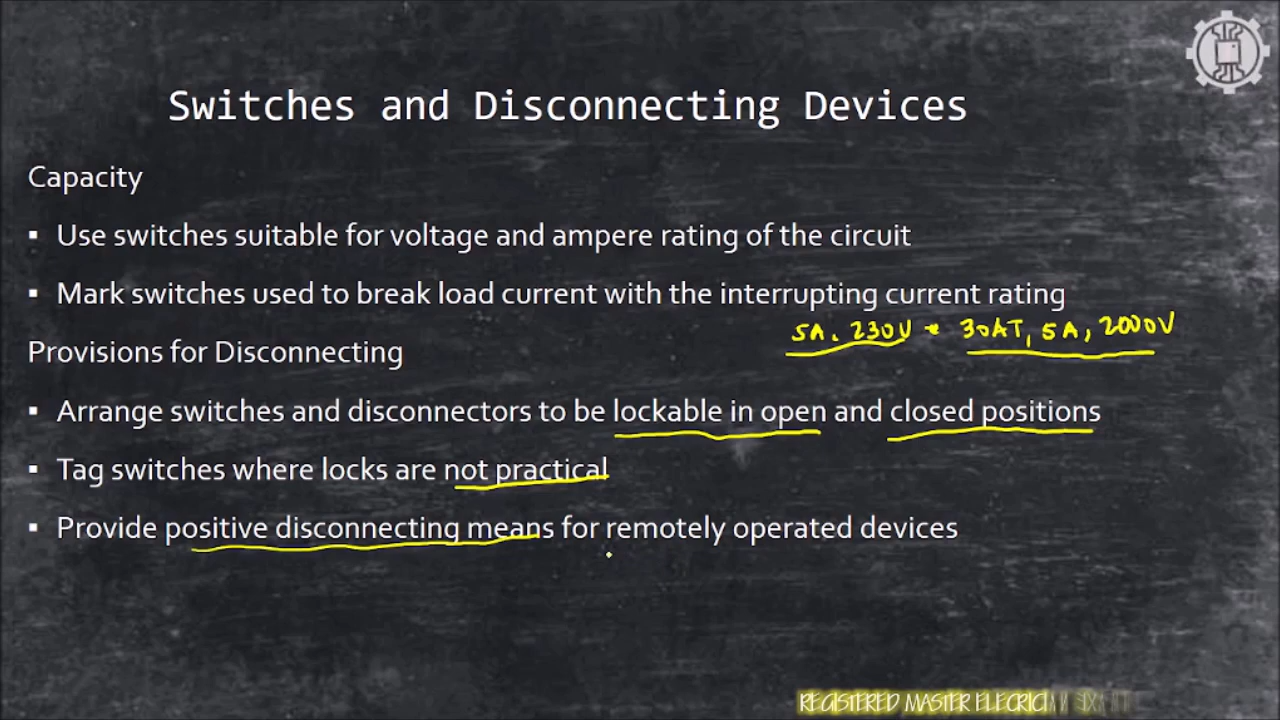 Switches and Disconnecting Devices
Capacity
▪ Use switches suitable for voltage and ampere rating of the circuit
▪ Mark switches used to break load current with the interrupting current rating
5A, 230V 30AT, 5A, 2000V
Provisions for Disconnecting
▪ Arrange switches and disconnectors to be lockable in open and closed positions
▪ Tag switches where locks are not practical
▪ Provide positive disconnecting means for remotely operated devices
REGISTERED MASTER ELECRICIAN